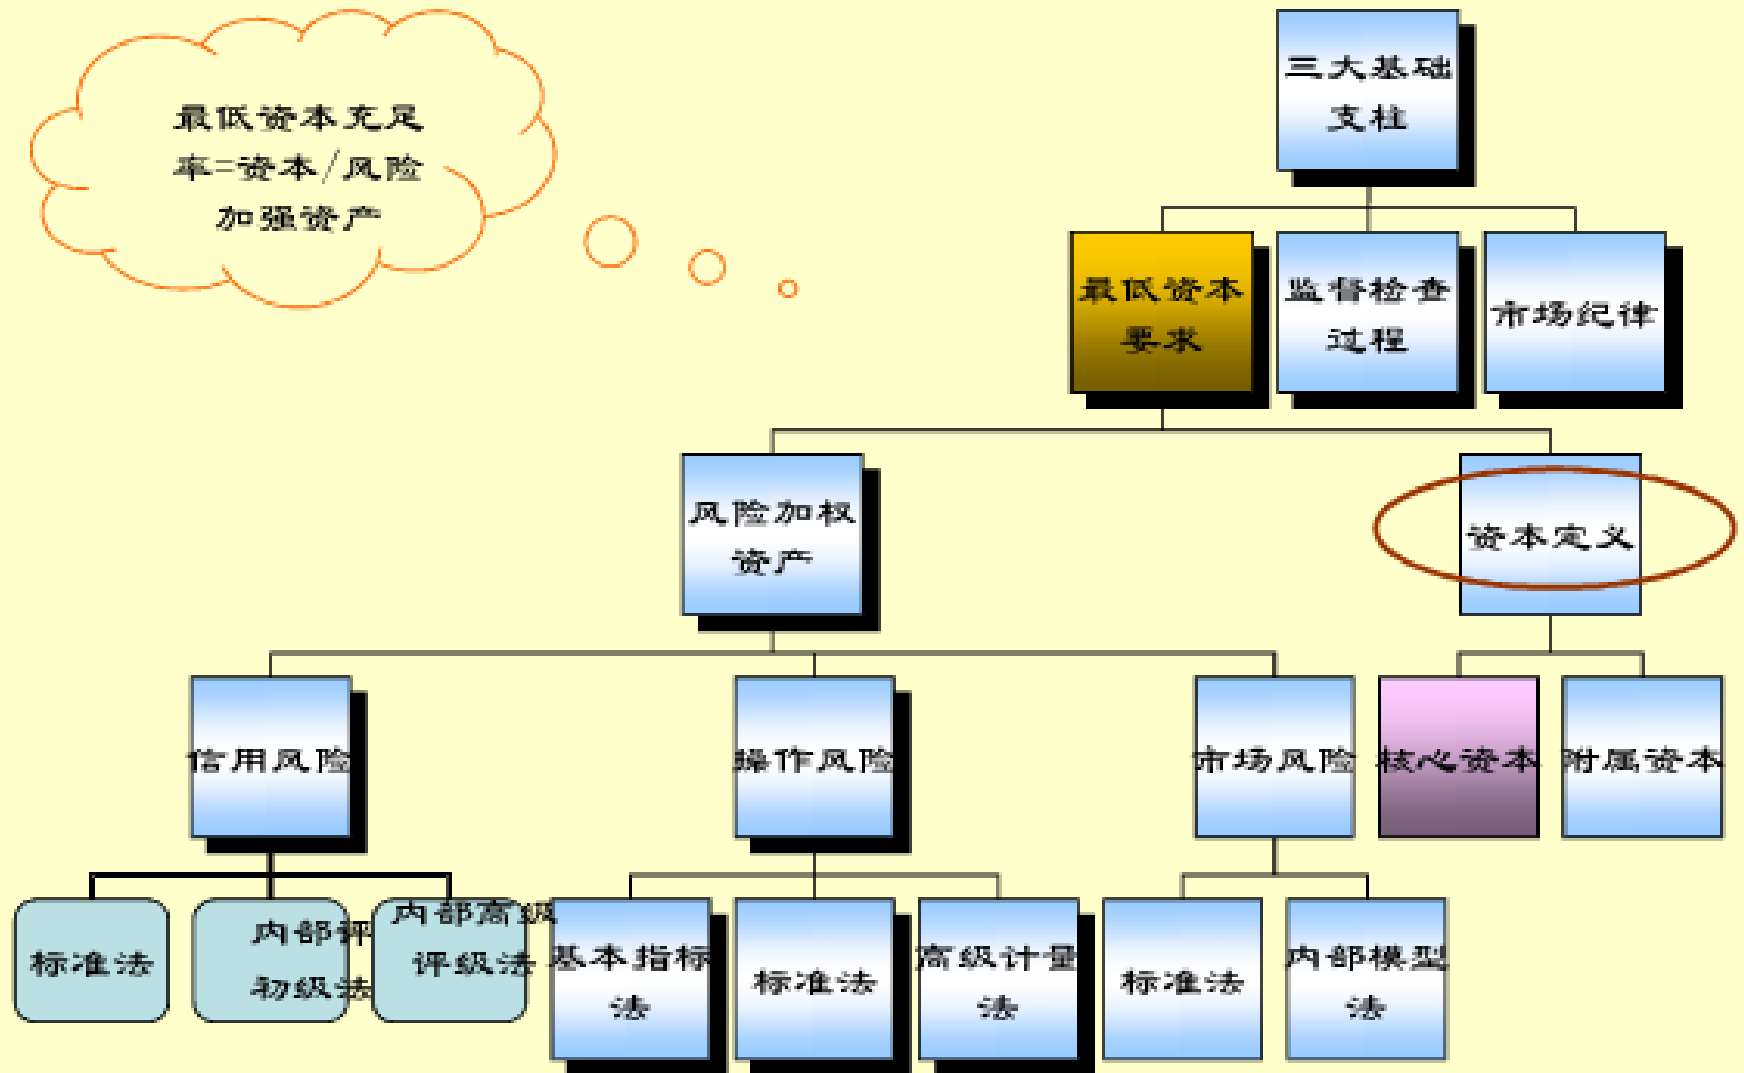 最低资本充足
率=资本/风险
加强资产
三大基础
支柱
最低资本
要求
监督检查
过程
市场纪律
风险加权
资产
资本定义
信用风险
操作风险
市场风险
核心资本
附属资本
标准法
内部评
初级法
内部高级
评级法
基本指标
法
标准法
高级计量
法
标准法
内部模型
法